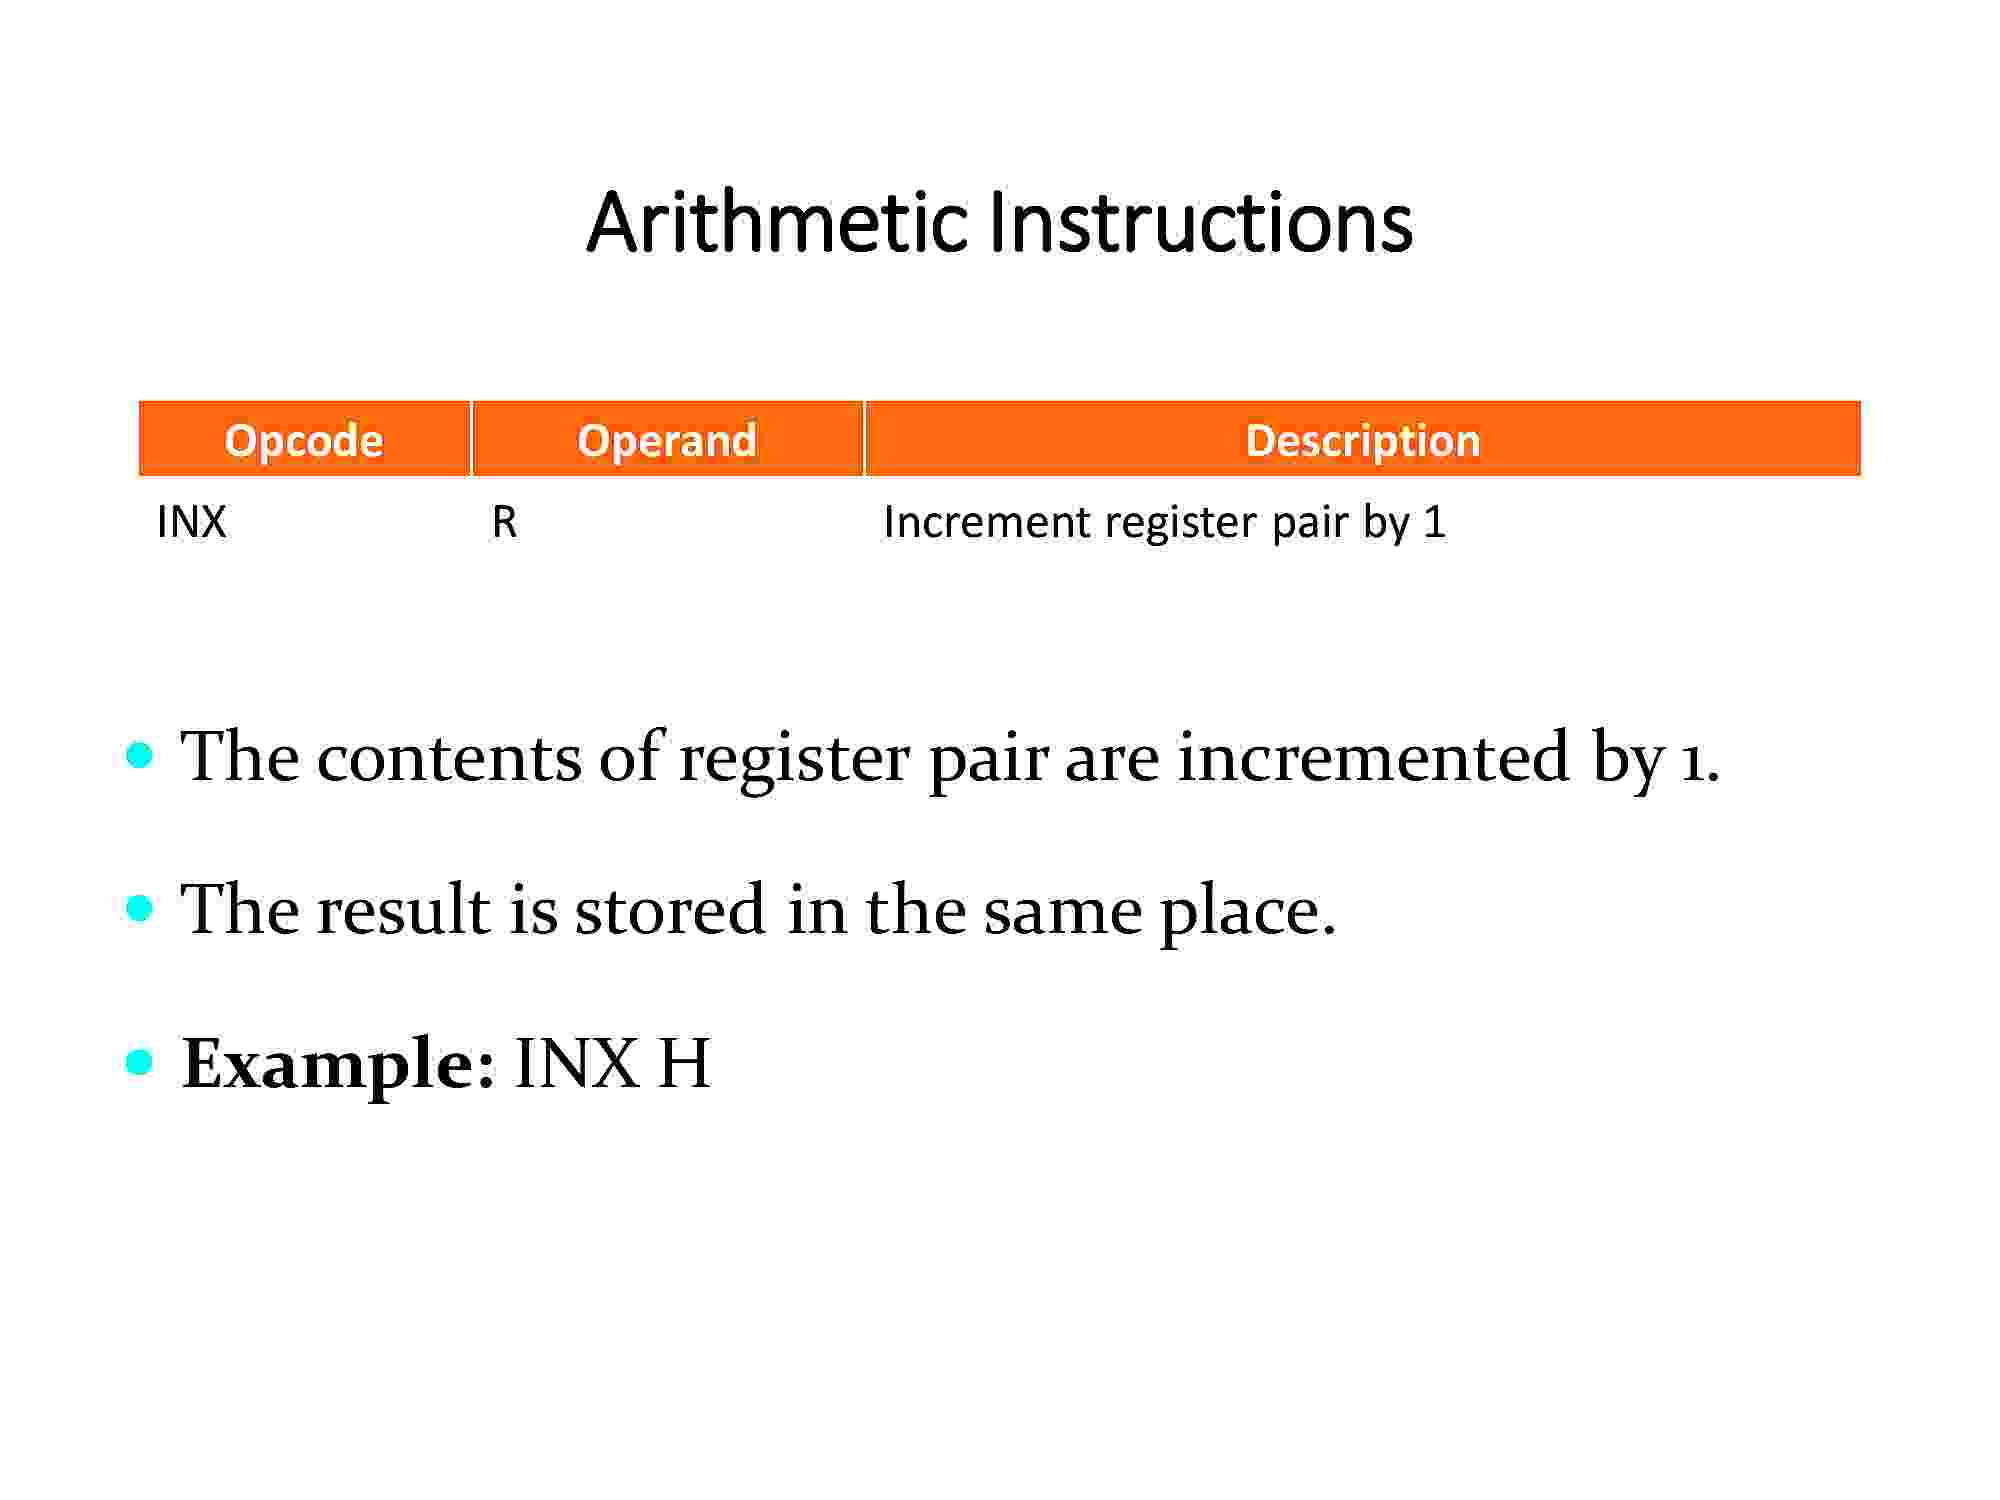 Arithmetic Instructions
Opcode Operand Description
INX R Increment register pair by 1
• The contents of register pair are incremented by 1.
• The result is stored in the same place.
• Example: INX H